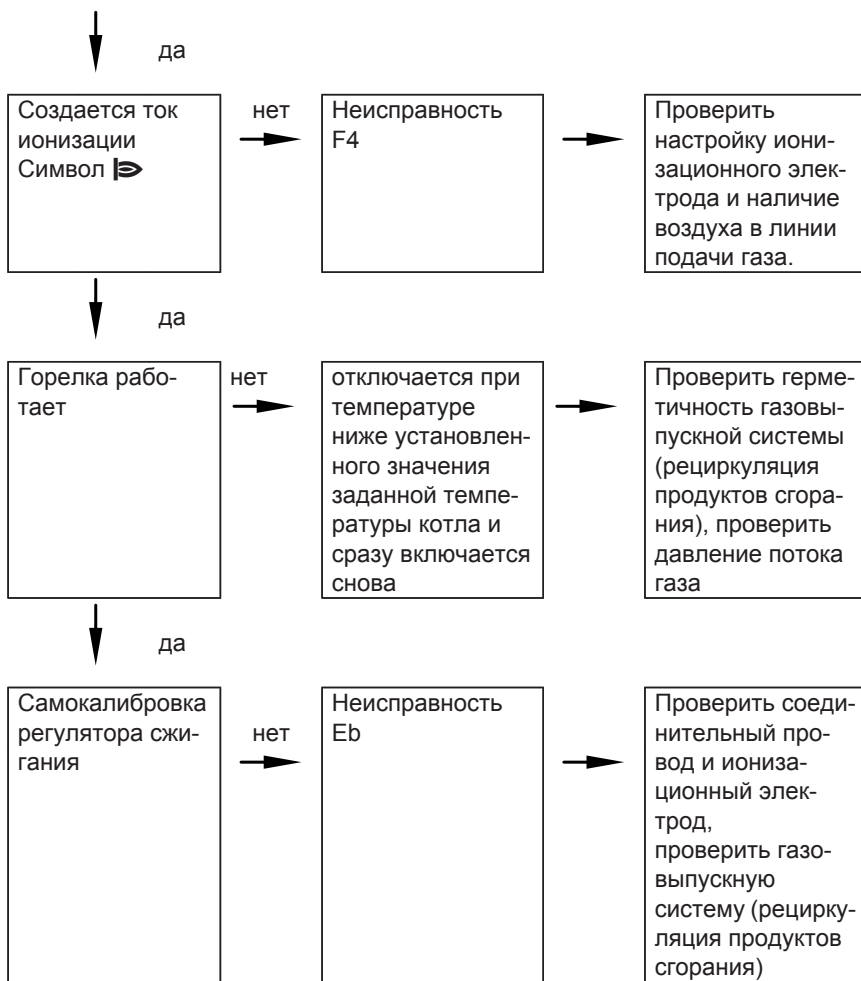 да
Создается ток
ионизации
Символ
нет
Неисправность
F4
Проверить
настройку иони-
зационного элек-
трода и наличие
воздуха в линии
подачи газа.
да
Горелка рабо-
тает
нет
отключается при
температуре
ниже установлен-
ного значения
заданной темпе-
ратуры котла и
сразу включается
снова
Проверить герме-
тичность газовы-
пускной системы
(рециркуляция
продуктов сгора-
ния), проверить
давление потока
газа
да
Самокалибровка
регулятора сжи-
гания
нет
Неисправность
Eb
Проверить соеди-
нительный про-
вод и иониза-
ционный элек-
трод,
проверить газо-
выпускную
систему (рецирку-
ляция продуктов
сгорания)